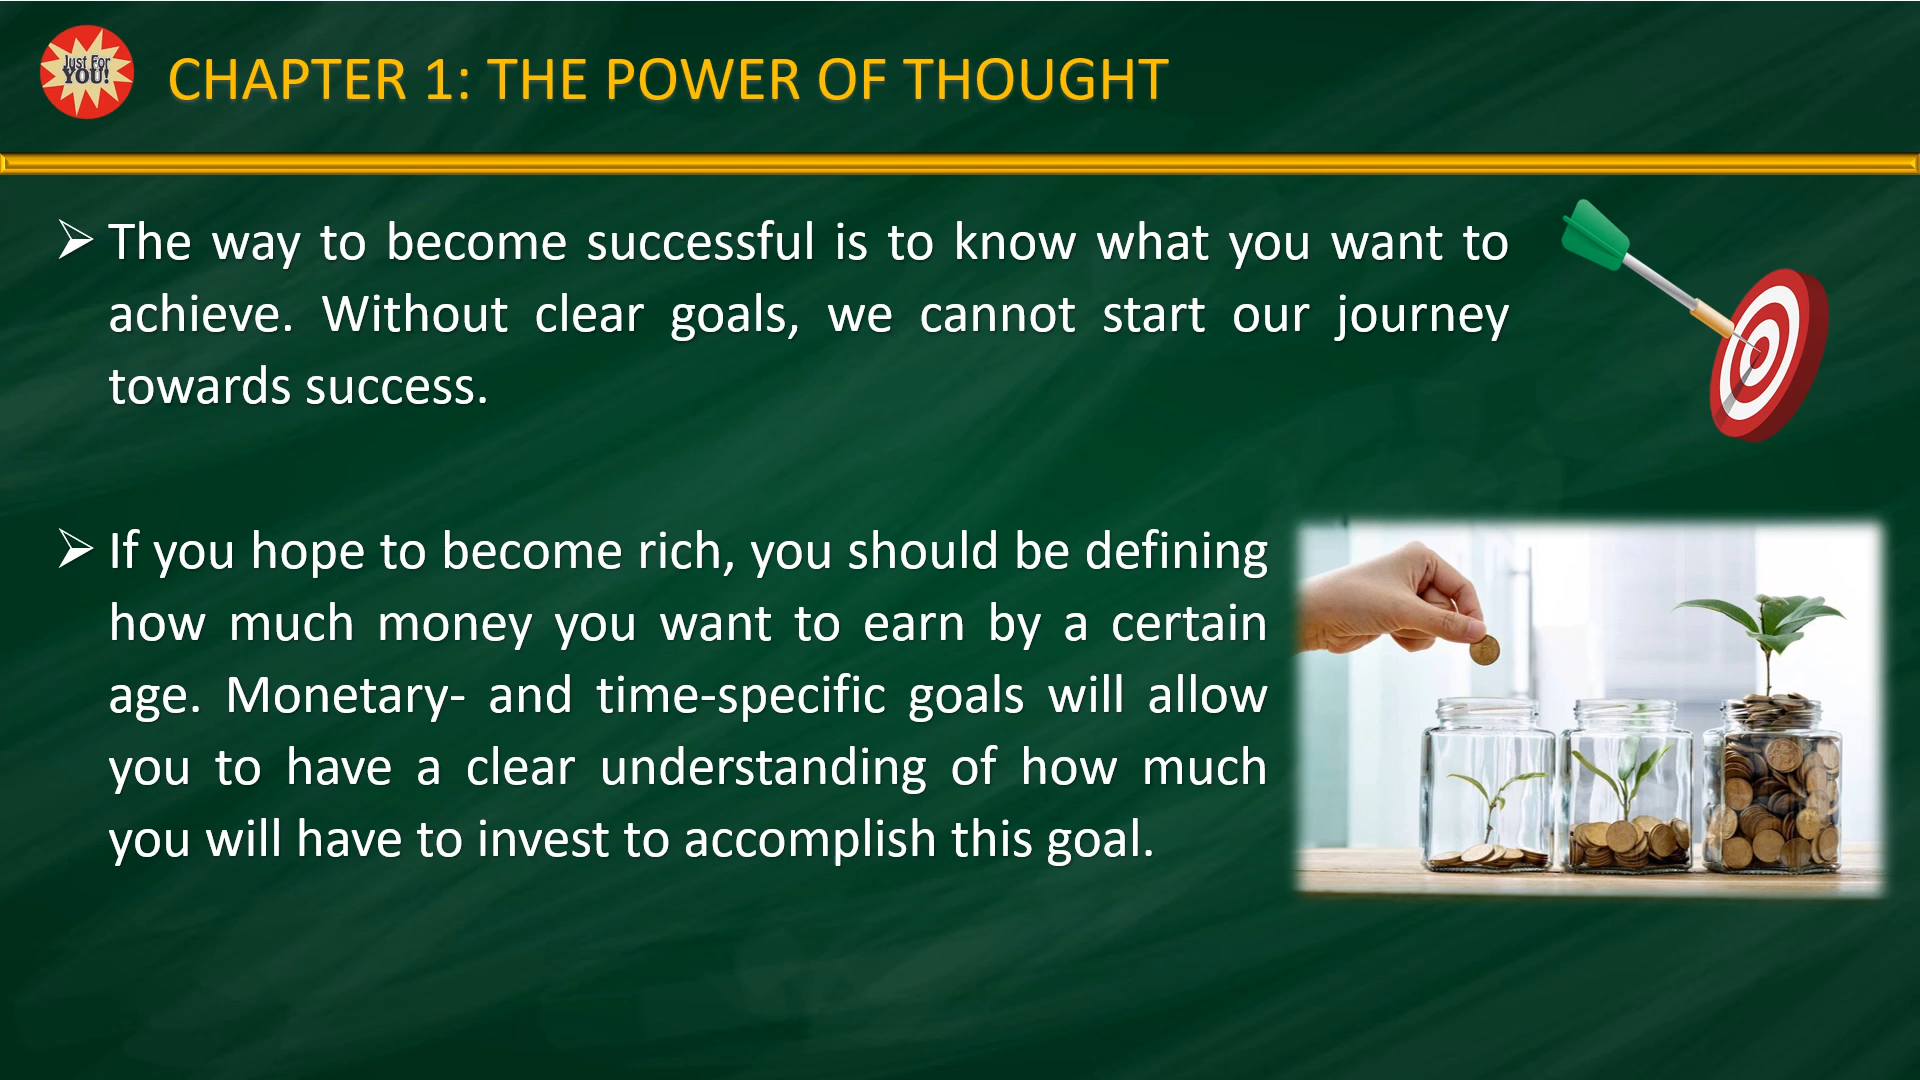 Just For
YOU!
CHAPTER 1: THE POWER OF THOUGHT
The way to become successful is to know what you want to
achieve. Without clear goals, we cannot start our journey
towards success.
If you hope to become rich, you should be defining
how much money you want to earn by a certain
age. Monetary- and time-specific goals will allow
you to have a clear understanding of how much
you will have to invest to accomplish this goal.